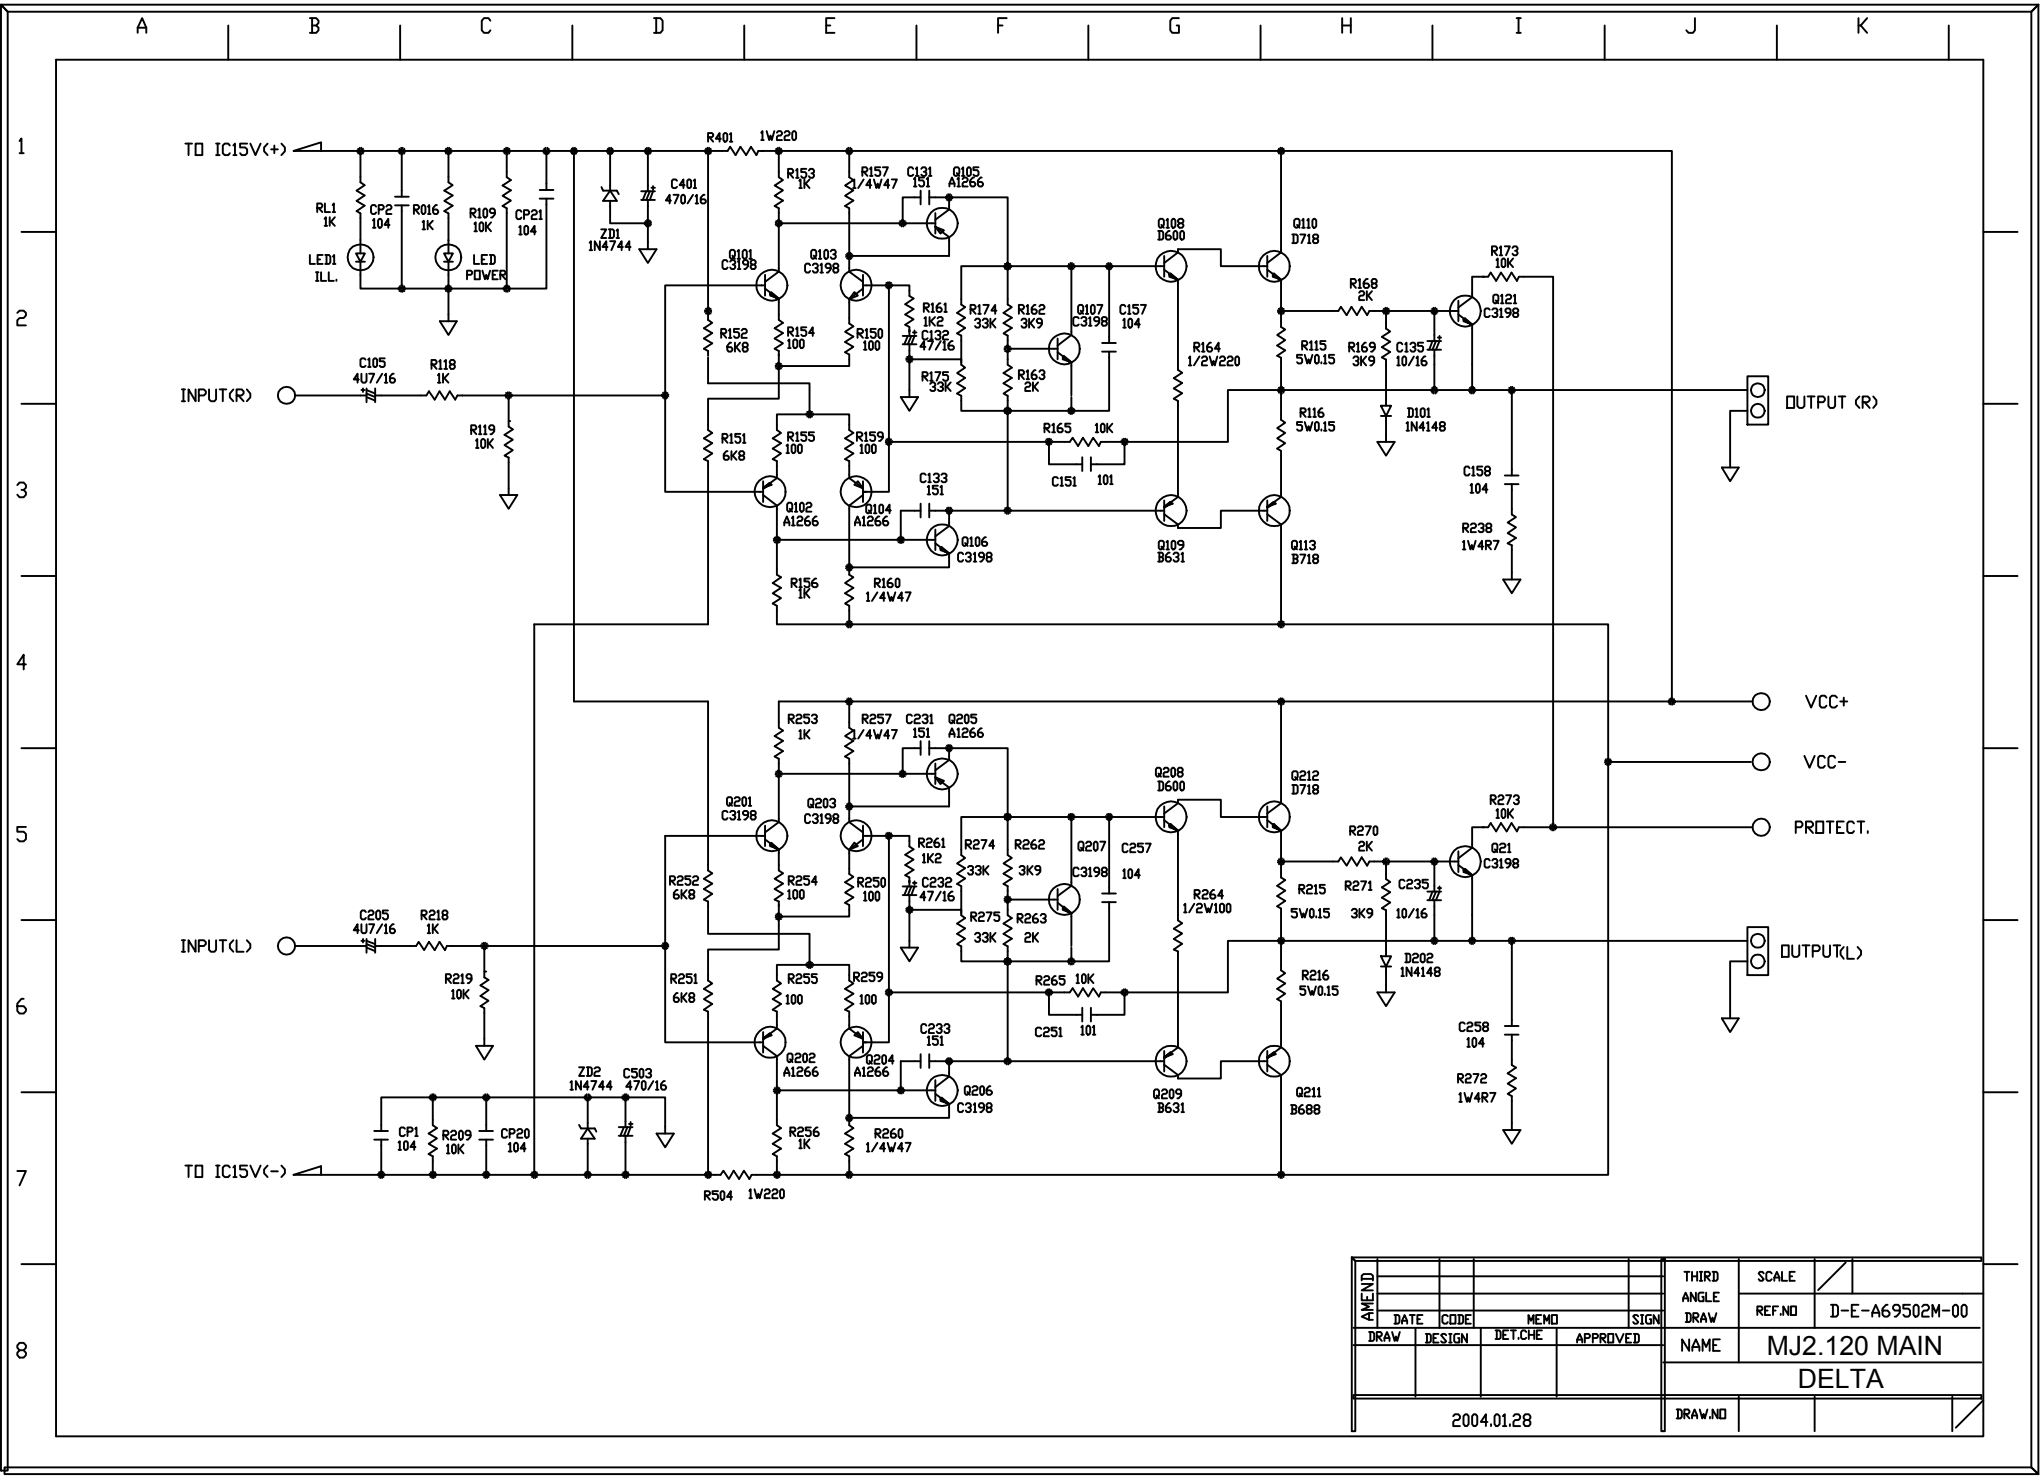 A B C D E F G H I J K
1
2
3
4
5
6
7
8
TO IC15V(+)
R401 1W220
RL1
1K
CP2
104
R016
1K
R109
10K
CP21
104
LED1
ILL.
LED
POWER
ZD1
1N4744
C401
470/16
R153
1K
R157
1/4W47
C131
151
Q105
A1266
Q101
C3198
Q103
C3198
R152
6K8
R154
100
R150
100
R161
1K2
C132
47/16
R174
33K
R162
3K9
Q107
C3198
C157
104
R175
33K
R163
2K
R164
1/2W220
Q108
D600
Q110
D718
R115
5W0.15
R168
2K
R169
3K9
C135
10/16
R173
10K
Q121
C3198
INPUT(R)
C105
4U7/16
R118
1K
R119
10K
R151
6K8
R155
100
R159
100
R165 10K
C151 101
R116
5W0.15
D101
1N4148
C158
104
R238
1W4R7
OUTPUT (R)
Q102
A1266
Q104
A1266
C133
151
Q106
C3198
Q109
B631
Q113
B718
R156
1K
R160
1/4W47
VCC+
VCC-
PROTECT.
R253
1K
R257
1/4W47
C231
151
Q205
A1266
Q201
C3198
Q203
C3198
R252
6K8
R254
100
R250
100
R261
1K2
C232
47/16
R274
33K
R262
3K9
Q207
C3198
C257
104
R275
33K
R263
2K
R264
1/2W100
Q208
D600
Q212
D718
R215
5W0.15
R270
2K
R271
3K9
C235
10/16
R273
10K
Q21
C3198
INPUT(L)
C205
4U7/16
R218
1K
R219
10K
R251
6K8
R255
100
R259
100
R265 10K
C251 101
R216
5W0.15
D202
1N4148
C258
104
R272
1W4R7
OUTPUT(L)
Q202
A1266
Q204
A1266
C233
151
Q206
C3198
Q209
B631
Q211
B688
R256
1K
R260
1/4W47
CP1
104
R209
10K
CP20
104
ZD2
1N4744
C503
470/16
TO IC15V(-)
R504 1W220
AMEND
DATE CODE MEMO SIGN
DRAW DESIGN DET.CHE APPROVED
2004.01.28
THIRD
ANGLE
DRAW
SCALE
REF.NO D-E-A69502M-00
NAME MJ2.120 MAIN
DELTA
DRAW.NO